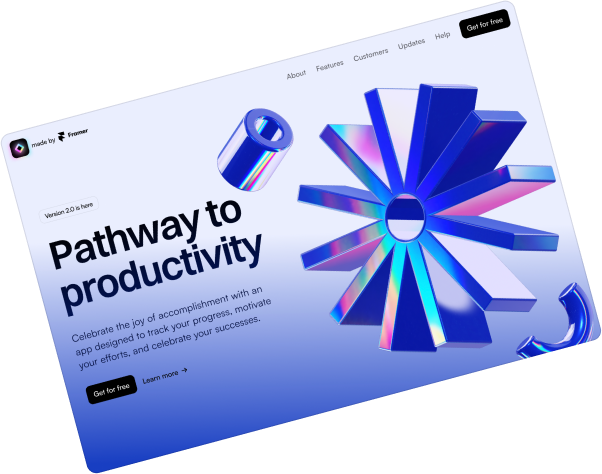 made by Framer
About Features Customers Updates Help Get for free
Version 2.0 is here
Pathway to
productivity
Celebrate the joy of accomplishment with an
app designed to track your progress, motivate
your efforts, and celebrate your successes.
Get for free Learn more →